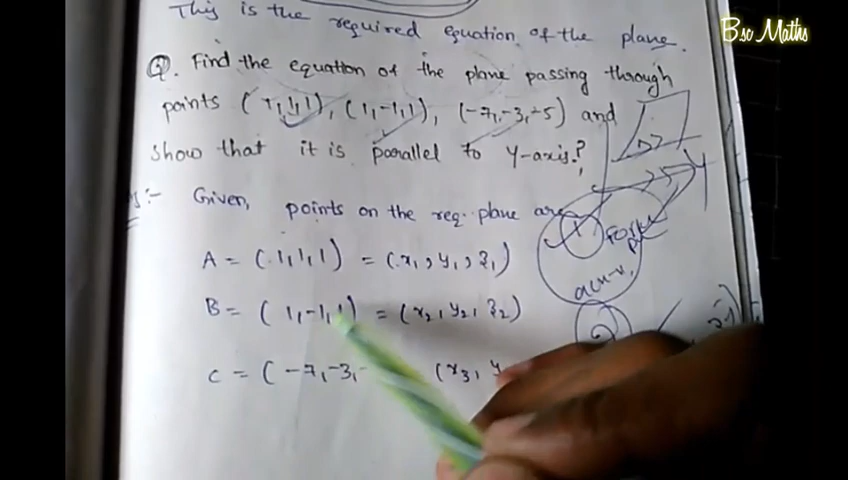 This is the required equation of the plane.
Bsc Maths
Q. Find the equation of the plane passing through
points (1,1,1), (1,-1,1), (-7,-3,-5) and
show that it is parallel to Y-axis.?
:- Given, points on the req. plane are
A = (1,1,1) = (x₁, y₁, z₁)
B = (1,-1,1) = (x₂, y₂, z₂)
C = (-7,-3, (x₃, y